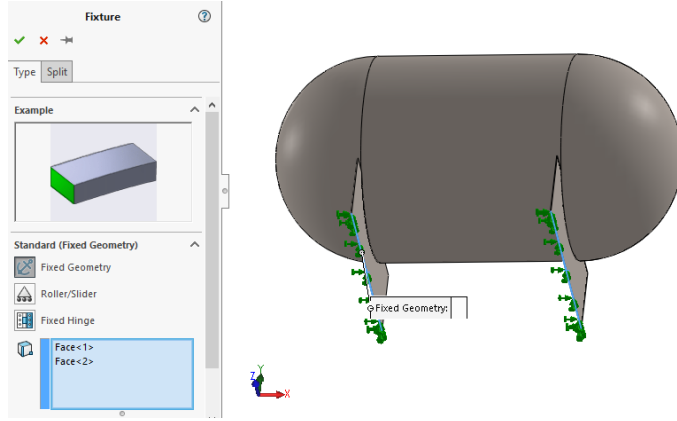 Fixture
Type Split
Example
Standard (Fixed Geometry)
Fixed Geometry
Roller/Slider
Fixed Hinge
Face<1>
Face<2>
Fixed Geometry:
Y
Z
X